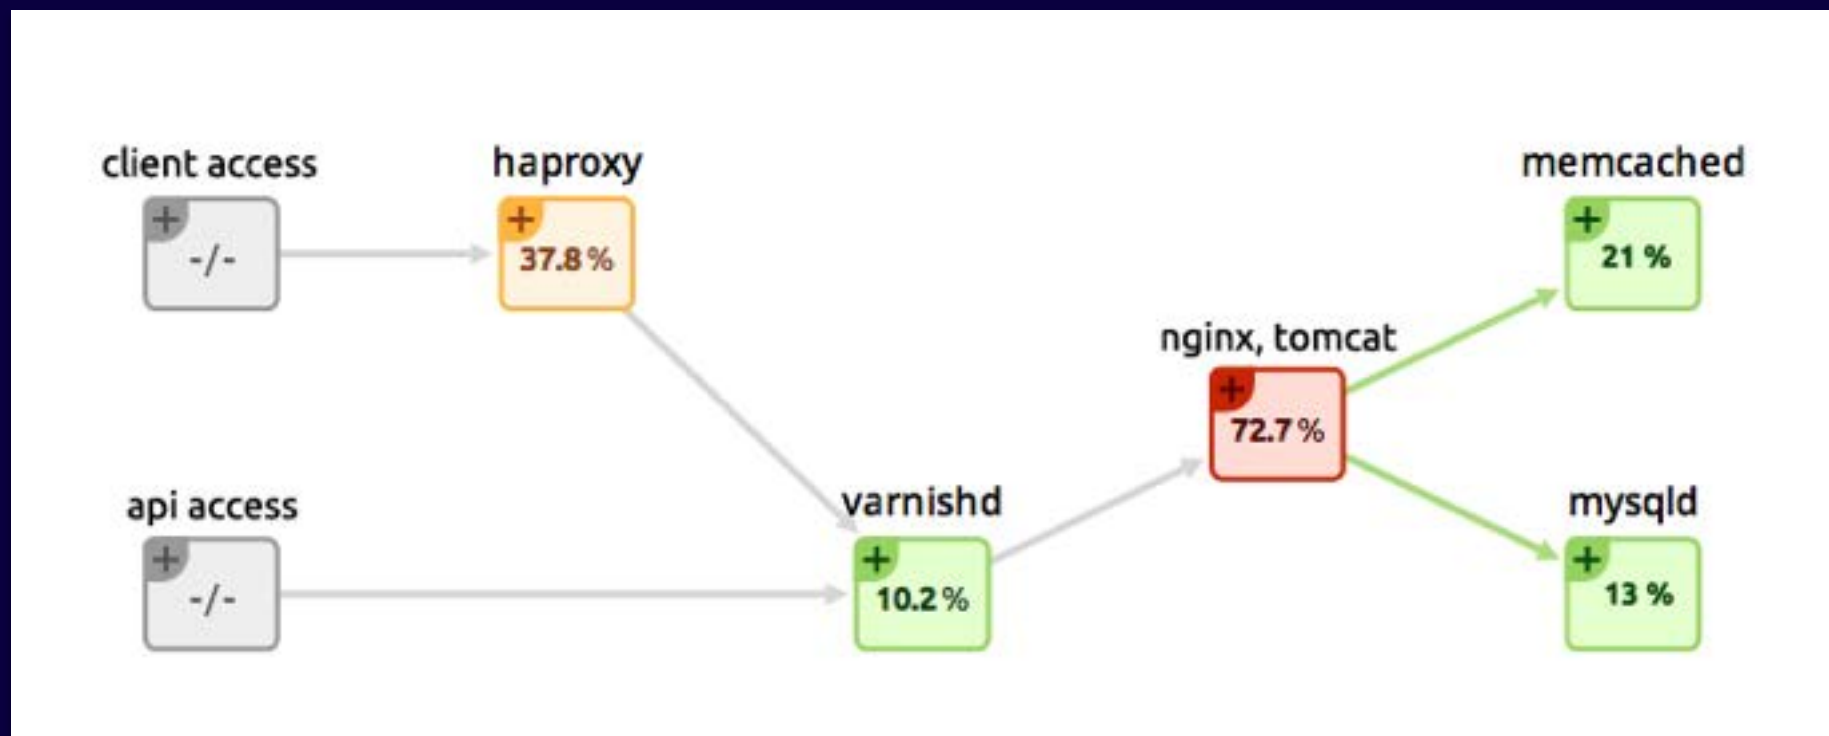 client access
haproxy
memcached
+
-/-
+
37.8 %
+
21 %
nginx, tomcat
+
72.7 %
api access
varnishd
mysqld
+
-/-
+
10.2 %
+
13 %